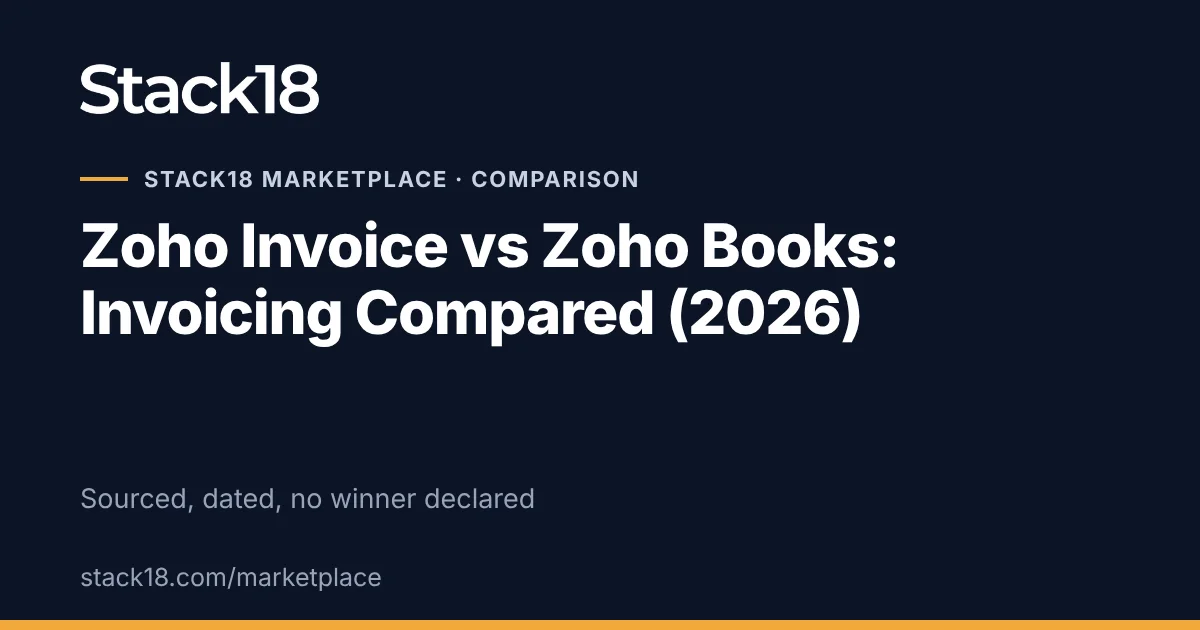 Stack18
STACK18 MARKETPLACE · COMPARISON
Zoho Invoice vs Zoho Books:
Invoicing Compared (2026)
Sourced, dated, no winner declared
stack18.com/marketplace